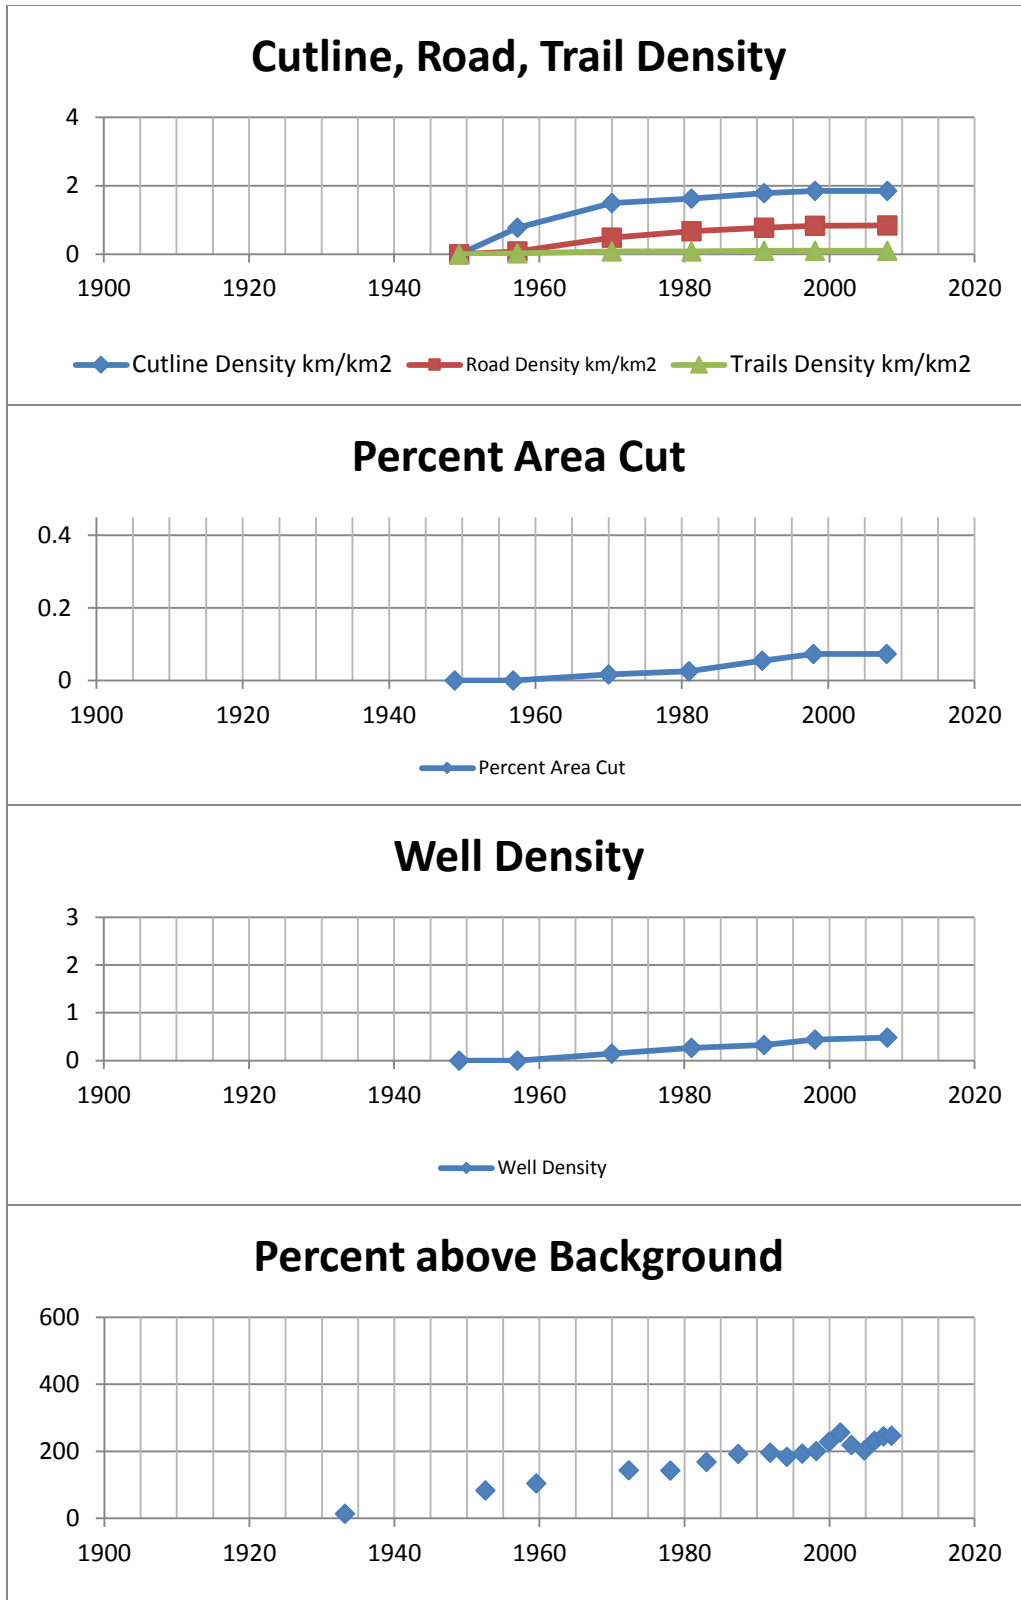 Cutline, Road, Trail Density
4
2
0
1900 1920 1940 1960 1980 2000 2020
Cutline Density km/km2 Road Density km/km2 Trails Density km/km2
Percent Area Cut
0.4
0.2
0
1900 1920 1940 1960 1980 2000 2020
Percent Area Cut
Well Density
3
2
1
0
1900 1920 1940 1960 1980 2000 2020
Well Density
Percent above Background
600
400
200
0
1900 1920 1940 1960 1980 2000 2020